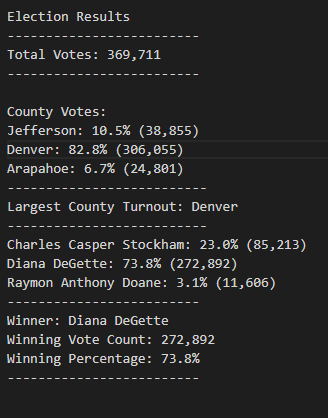 Election Results
-------------------------
Total Votes: 369,711
-------------------------
County Votes:
Jefferson: 10.5% (38,855)
Denver: 82.8% (306,055)
Arapahoe: 6.7% (24,801)
--------------------------
Largest County Turnout: Denver
--------------------------
Charles Casper Stockham: 23.0% (85,213)
Diana DeGette: 73.8% (272,892)
Raymon Anthony Doane: 3.1% (11,606)
-------------------------
Winner: Diana DeGette
Winning Vote Count: 272,892
Winning Percentage: 73.8%
-------------------------